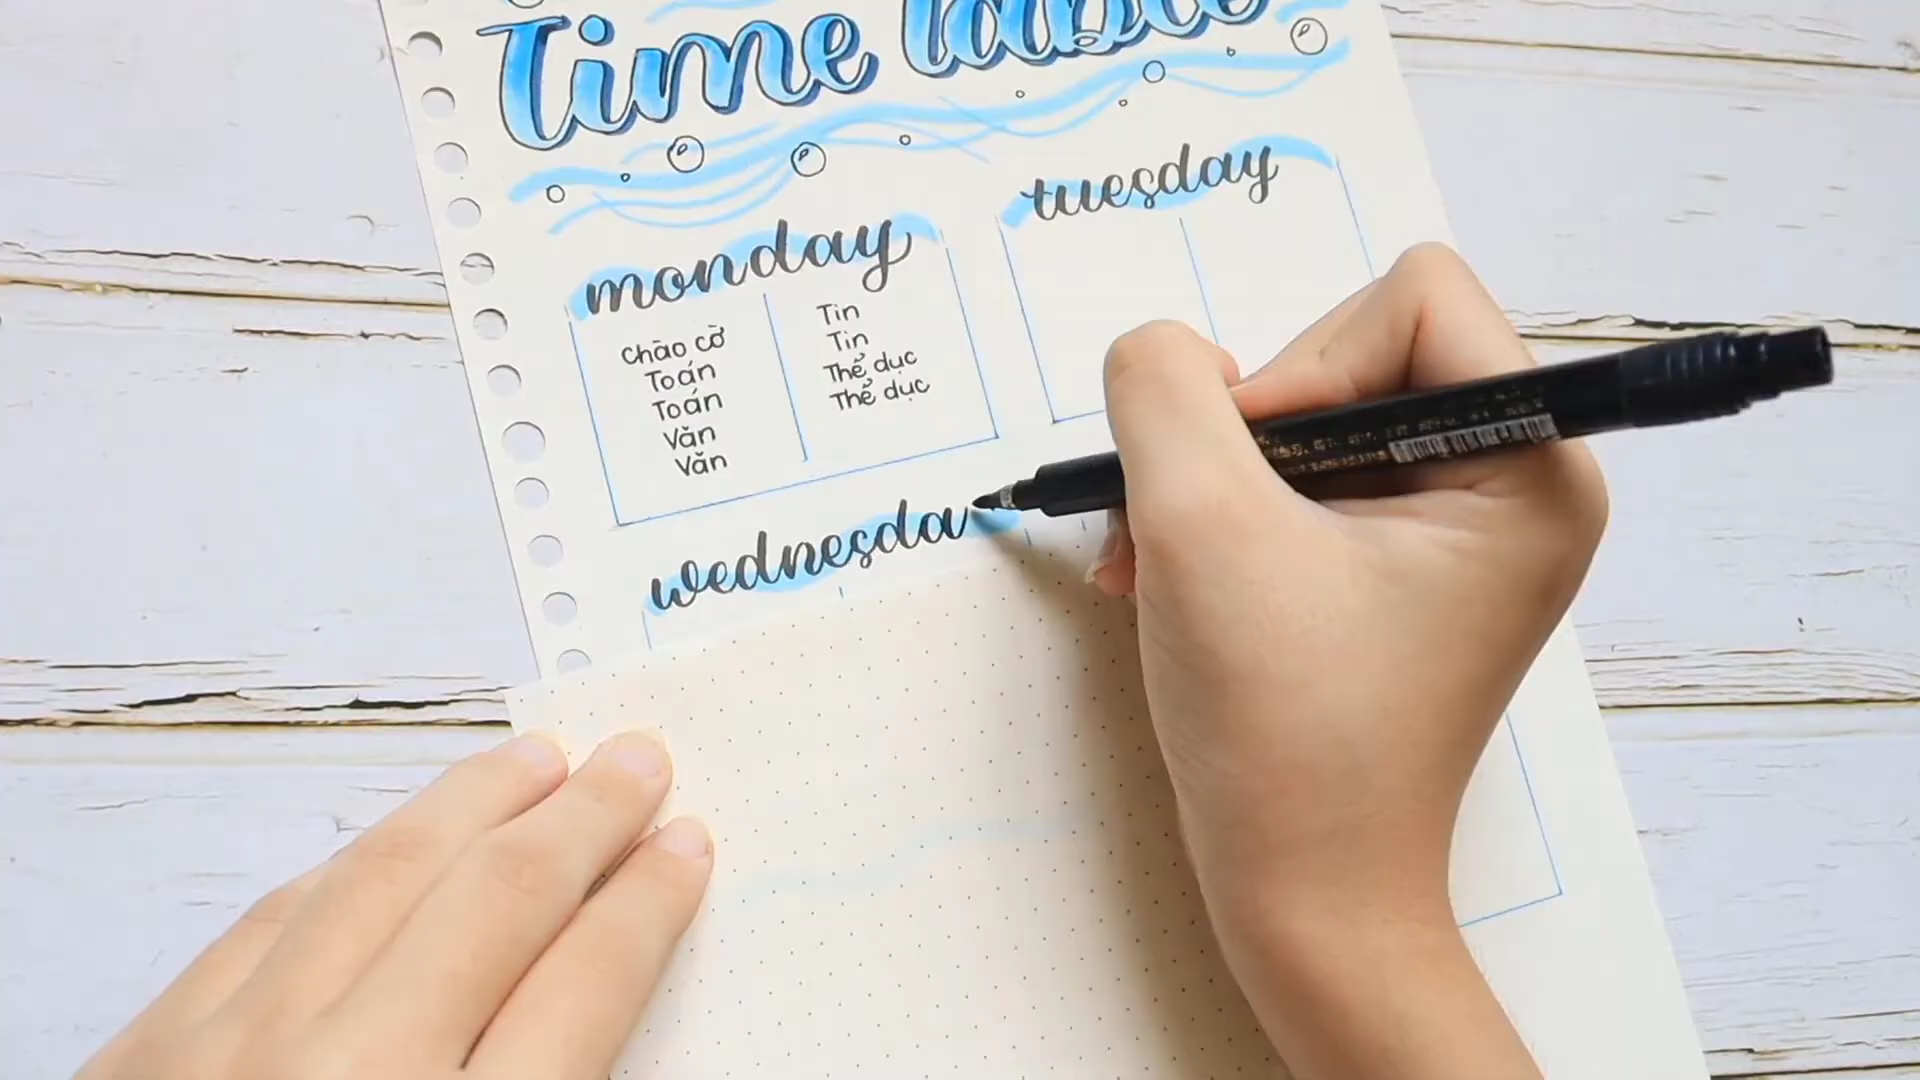 Time table
monday
tuesday
Chào cờ
Toán
Toán
Văn
Văn
Tin
Tin
Thể dục
Thể dục
wednesda